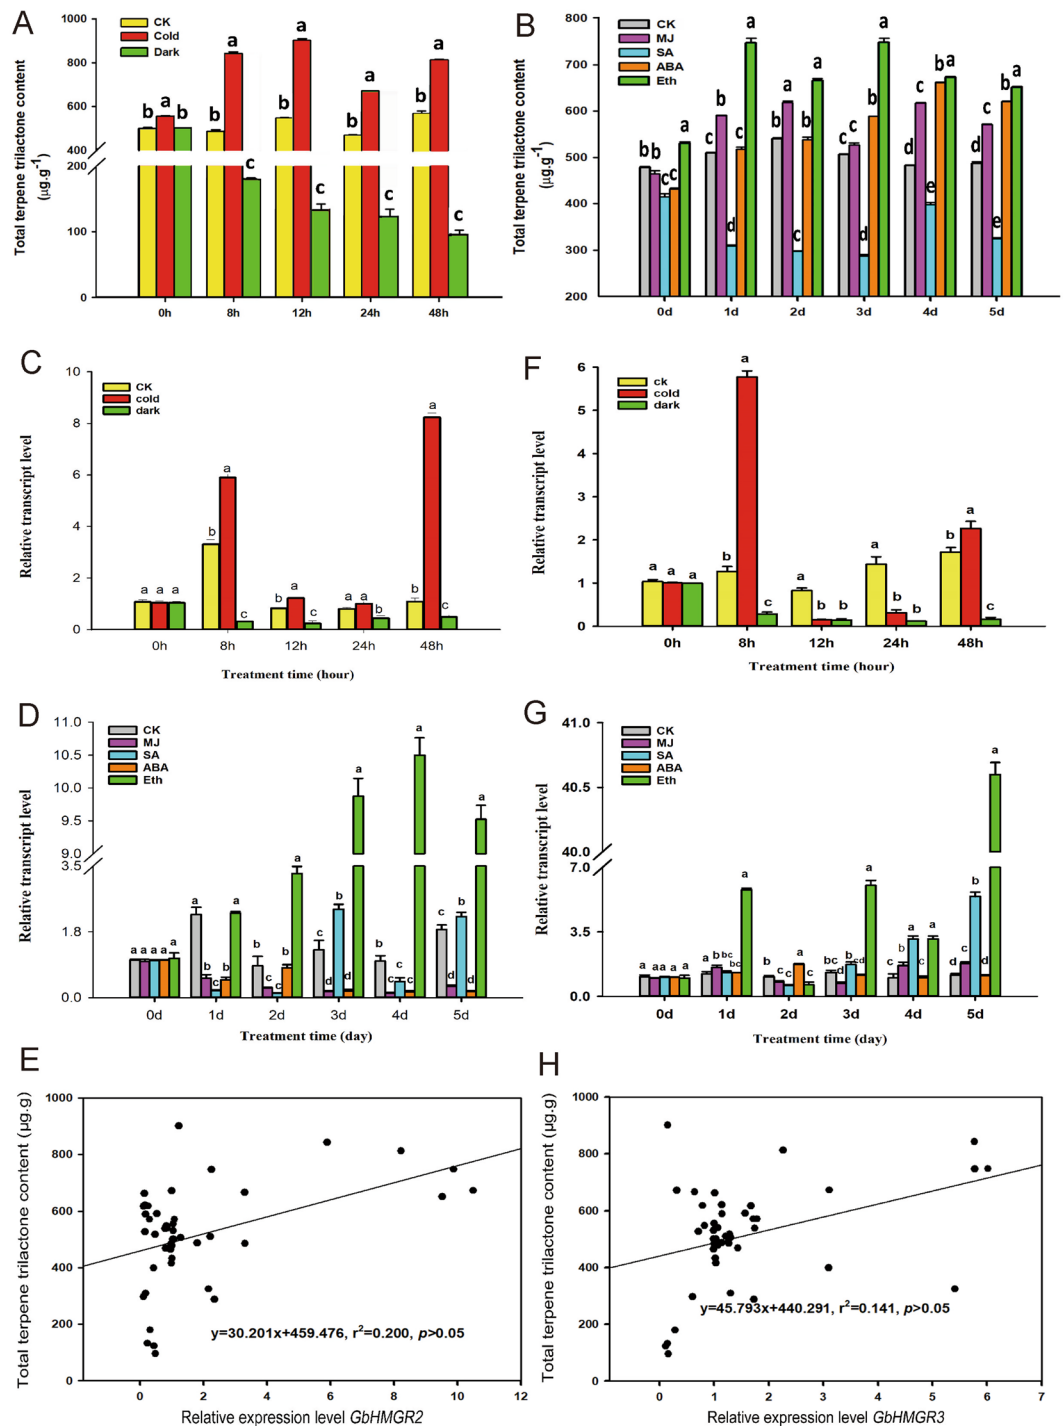 A
Total terpene trilactone content
(μg.g⁻¹)
1000
800
600
400
200
100
0
CK
Cold
Dark
b a b
b a c
b a c
b a c
b a c
0h 8h 12h 24h 48h
B
Total terpene trilactone content
(μg.g⁻¹)
800
700
600
500
400
300
200
CK
MJ
SA
ABA
Eth
b b c c a
c b d c a
b a c b a
c c d b a
d c e b a
d c e b a
0d 1d 2d 3d 4d 5d
C
Relative transcript level
10
8
6
4
2
0
CK
cold
dark
a a a
b a c
b a c
a a b
b a c
0h 8h 12h 24h 48h
Treatment time (hour)
F
Relative transcript level
6
5
4
3
2
1
0
ck
cold
dark
a a a
b a c
a b b
a b b
b a c
0h 8h 12h 24h 48h
Treatment time (hour)
D
Relative transcript level
11.0
10.5
10.0
9.5
9.0
3.5
1.8
0.0
CK
MJ
SA
ABA
Eth
a a a a a
a b c b a
b c c b a
c d b d a
b c c c a
c d b d a
0d 1d 2d 3d 4d 5d
Treatment time (day)
G
Relative transcript level
41.0
40.5
40.0
7.0
3.5
0.0
CK
MJ
SA
ABA
Eth
a a a a a
c b bc bc a
b c c a c
bc d b cd a
c b a c a
d c b d a
0d 1d 2d 3d 4d 5d
Treatment time (day)
E
Total terpene trilactone content (μg.g)
1000
800
600
400
200
0
y=30.201x+459.476, r²=0.200, p>0.05
0 2 4 6 8 10 12
Relative expression level GbHMGR2
H
Total terpene trilactone content (μg.g)
1000
800
600
400
200
0
y=45.793x+440.291, r²=0.141, p>0.05
0 1 2 3 4 5 6 7
Relative expression level GbHMGR3